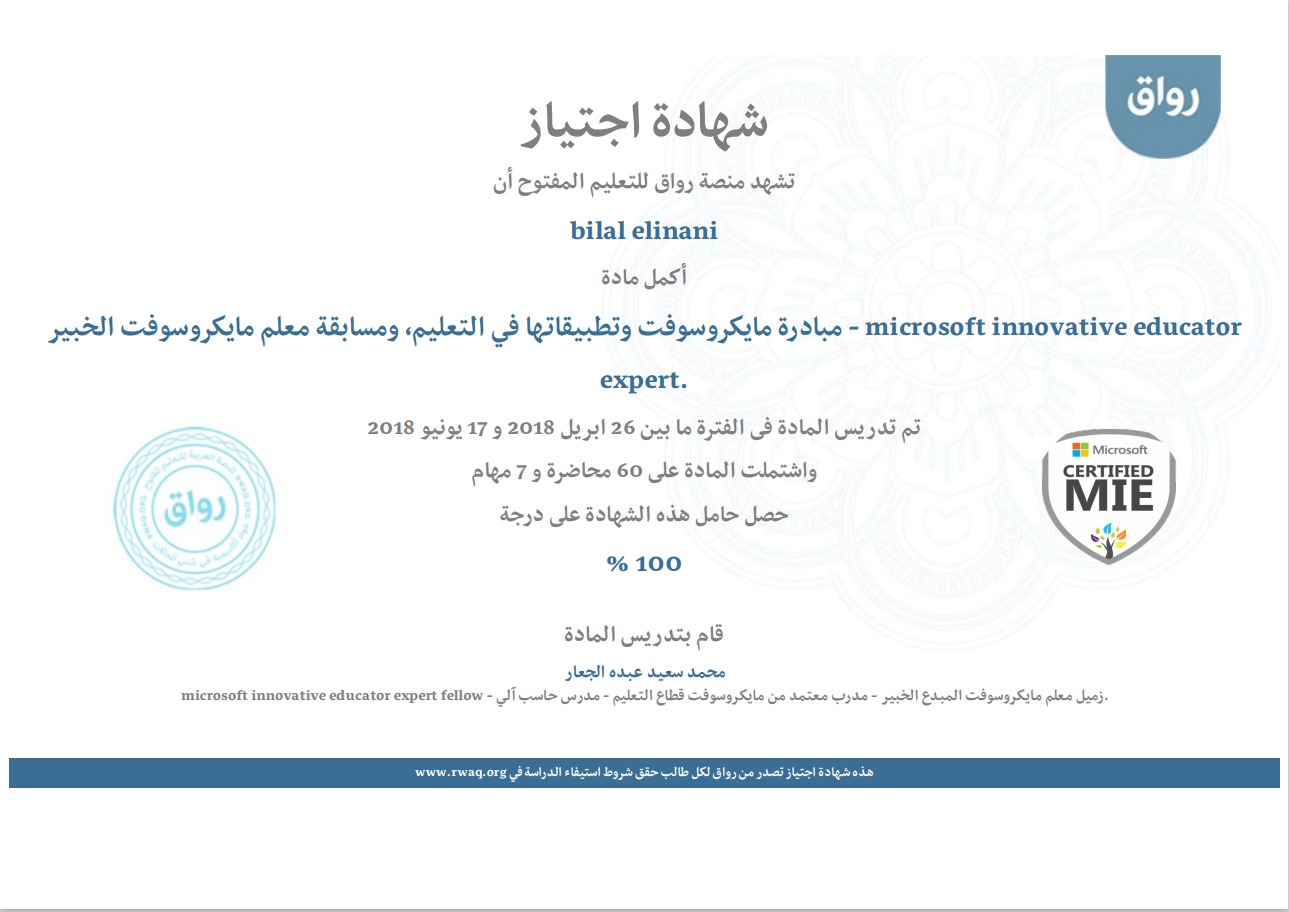 رواق
شهادة اجتياز
تشهد منصة رواق للتعليم المفتوح أن
bilal elinani
أكمل مادة
مبادرة مايكروسوفت وتطبيقاتها في التعليم، ومسابقة معلم مايكروسوفت الخبير - microsoft innovative educator
expert.
تم تدريس المادة فى الفترة ما بين 26 ابريل 2018 و 17 يونيو 2018
واشتملت المادة على 60 محاضرة و 7 مهام
حصل حامل هذه الشهادة على درجة
% 100
Microsoft
CERTIFIED
MIE
رواق
RWAQ.ORG
قام بتدريس المادة
محمد سعيد عبده الجعار
زميل معلم مايكروسوفت المبدع الخبير - مدرب معتمد من مايكروسوفت قطاع التعليم - مدرس حاسب آلي - microsoft innovative educator expert fellow.
هذه شهادة اجتياز تصدر من رواق لكل طالب حقق شروط استيفاء الدراسة في www.rwaq.org